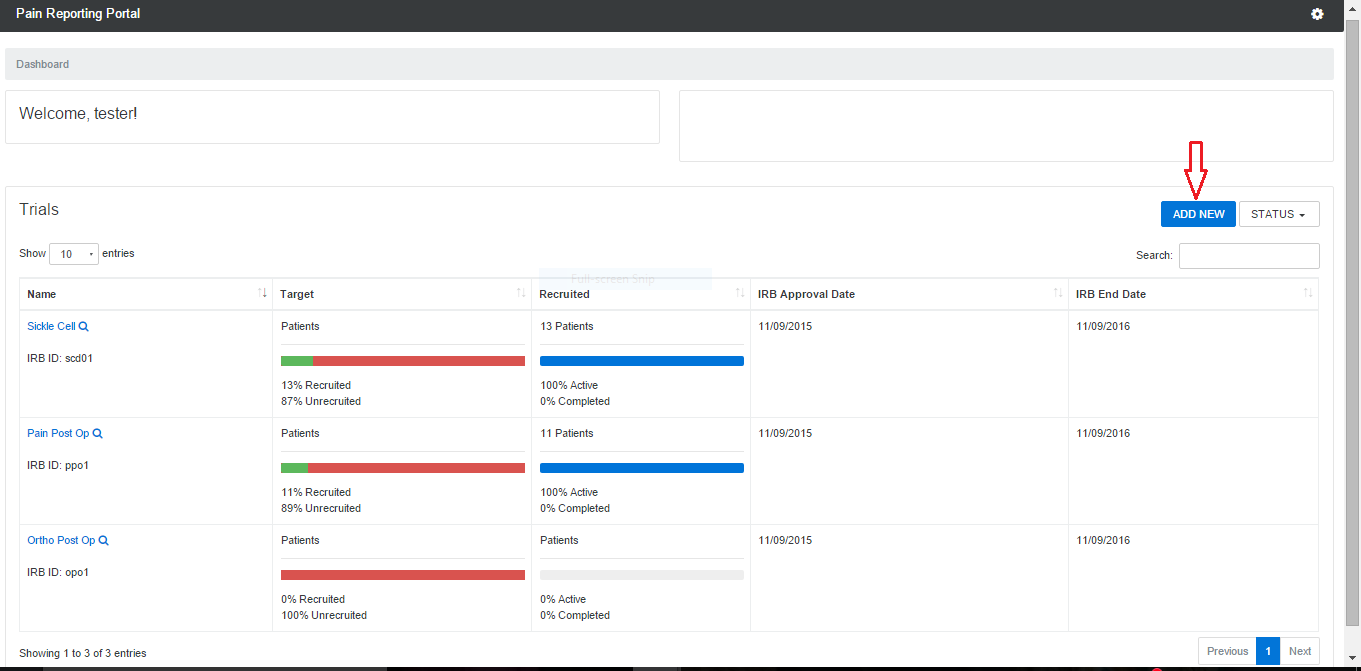 Pain Reporting Portal
Dashboard
Welcome, tester!
Trials
ADD NEW STATUS
Show 10 entries
Search:
Full-screen Snip
Name Target Recruited IRB Approval Date IRB End Date
Sickle Cell Patients 13 Patients 11/09/2015 11/09/2016
IRB ID: scd01
13% Recruited 100% Active
87% Unrecruited 0% Completed
Pain Post Op Patients 11 Patients 11/09/2015 11/09/2016
IRB ID: ppo1
11% Recruited 100% Active
89% Unrecruited 0% Completed
Ortho Post Op Patients Patients 11/09/2015 11/09/2016
IRB ID: opo1
0% Recruited 0% Active
100% Unrecruited 0% Completed
Showing 1 to 3 of 3 entries
Previous 1 Next